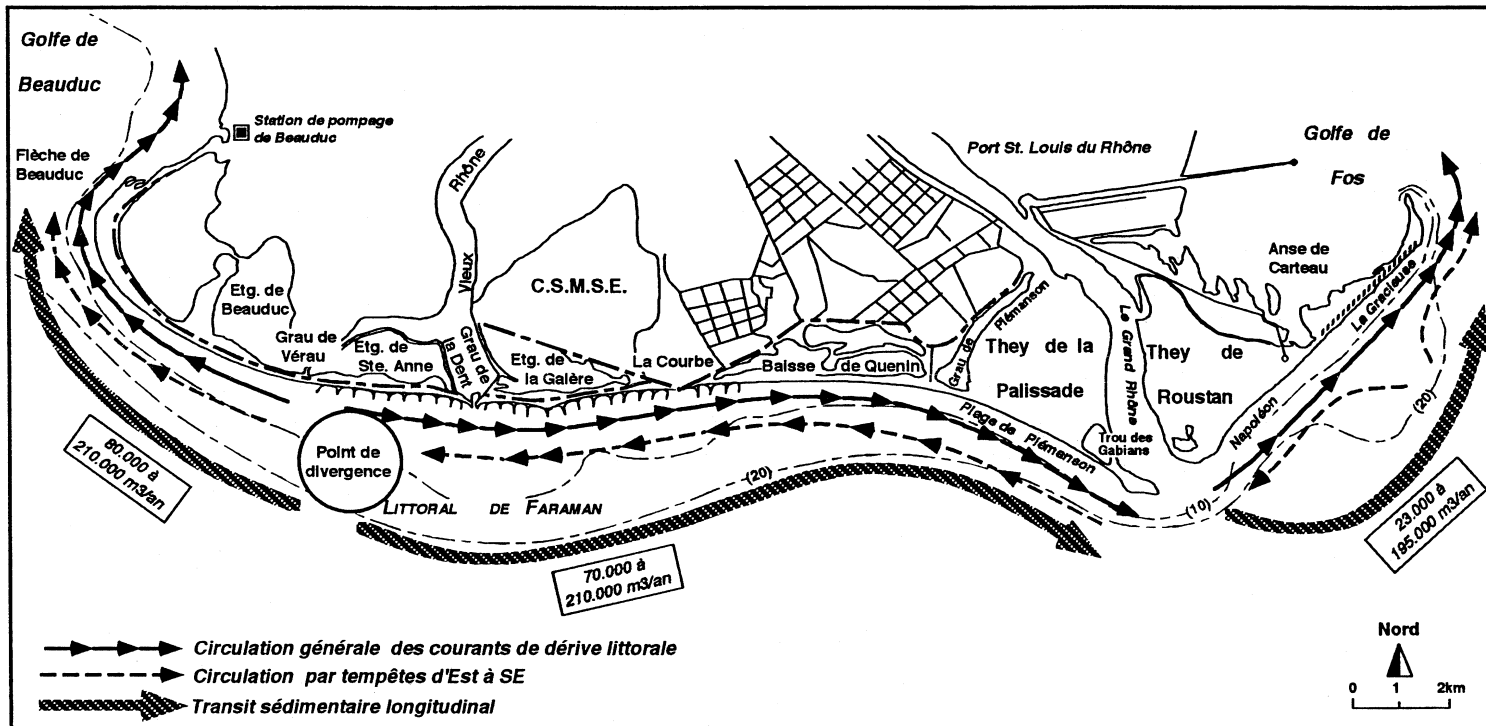 Golfe de
Beauduc
Station de pompage
de Beauduc
Flèche de
Beauduc
Rhône
Vieux
Port St. Louis du Rhône
Golfe de
Fos
Anse de
Carteau
La Gracieuse
C.S.M.S.E.
Etg. de
Beauduc
Grau de
Vérau
Etg. de
Ste. Anne
Grau de
la Dent
Etg. de
la Galère
La Courbe
Baisse de Quenin
Grau de Plémanson
They de la
Palissade
Le Grand Rhône
They de
Roustan
Napoléon
Plage de Plémanson
Trou des
Gabians
(20)
(10)
(20)
Point de
divergence
LITTORAL DE FARAMAN
80.000 à
210.000 m3/an
70.000 à
210.000 m3/an
23.000 à
195.000 m3/an
Circulation générale des courants de dérive littorale
Circulation par tempêtes d'Est à SE
Transit sédimentaire longitudinal
Nord
0 1 2km